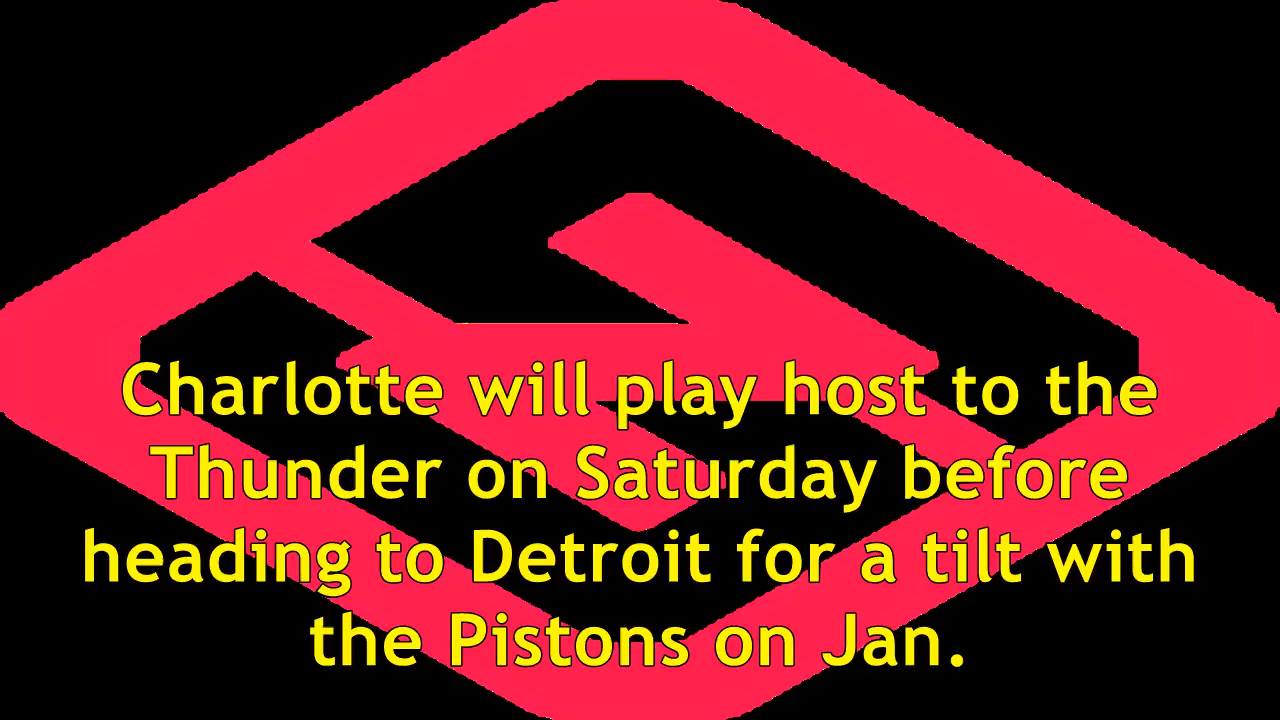 Charlotte will play host to the
Thunder on Saturday before
heading to Detroit for a tilt with
the Pistons on Jan.